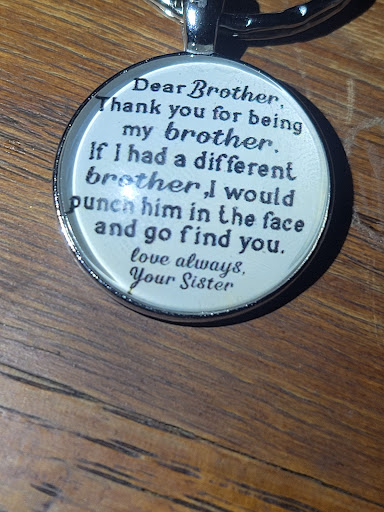 Dear Brother,
Thank you for being
my brother.
If I had a different
brother, I would
punch him in the face
and go find you.
love always,
Your Sister